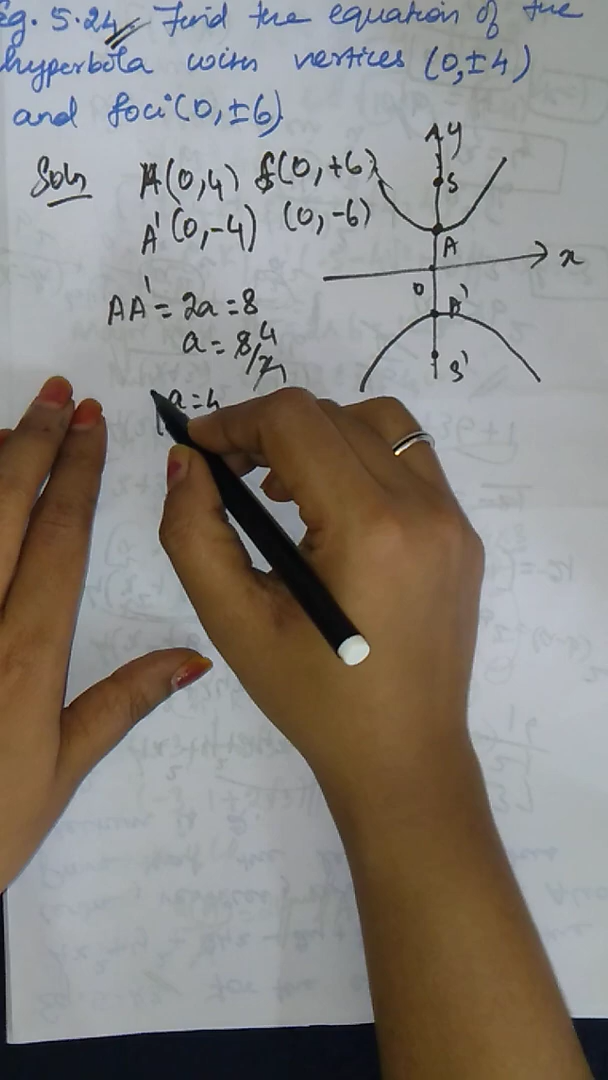 Eg. 5.24 Find the equation of the
hyperbola with vertices (0,±4)
and foci (0,±6)
Soln A(0,4) S(0,+6)
A'(0,-4) (0,-6)
AA' = 2a = 8
a = 8/2 4
a = 4
y
S
A
x
O
A'
S'